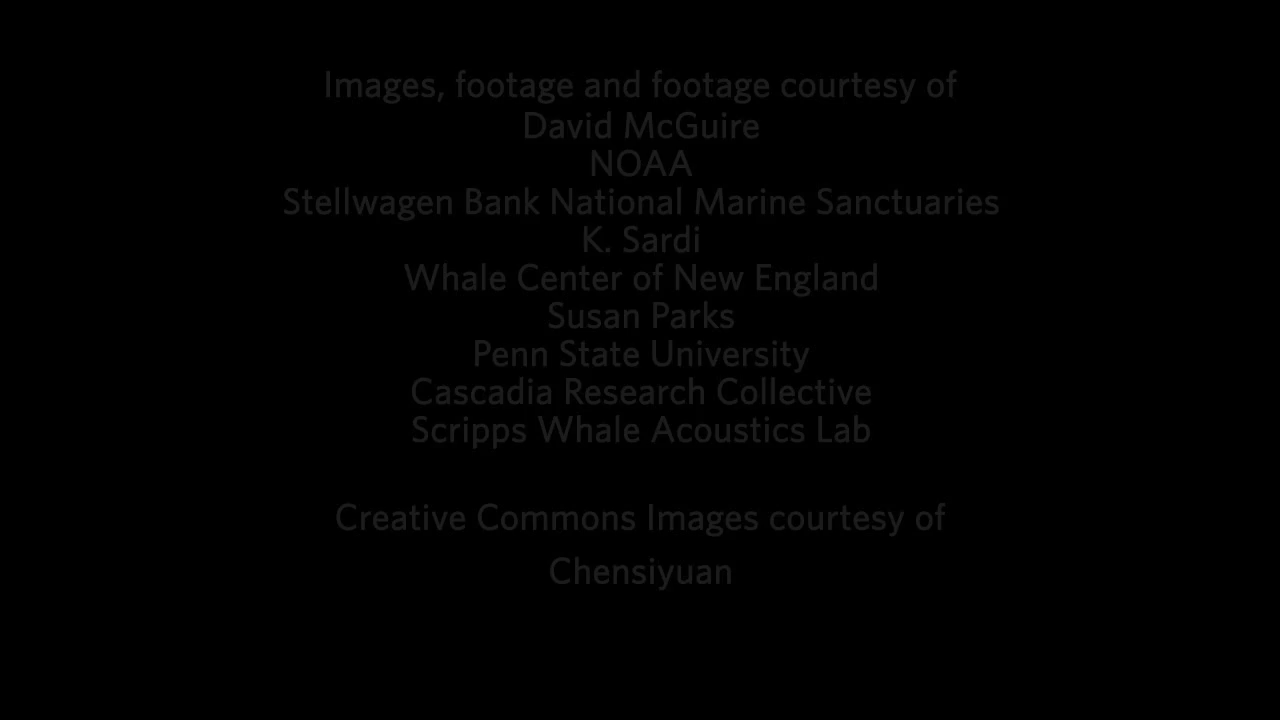 Images, footage and footage courtesy of
David McGuire
NOAA
Stellwagen Bank National Marine Sanctuaries
K. Sardi
Whale Center of New England
Susan Parks
Penn State University
Cascadia Research Collective
Scripps Whale Acoustics Lab
Creative Commons Images courtesy of
Chensiyuan